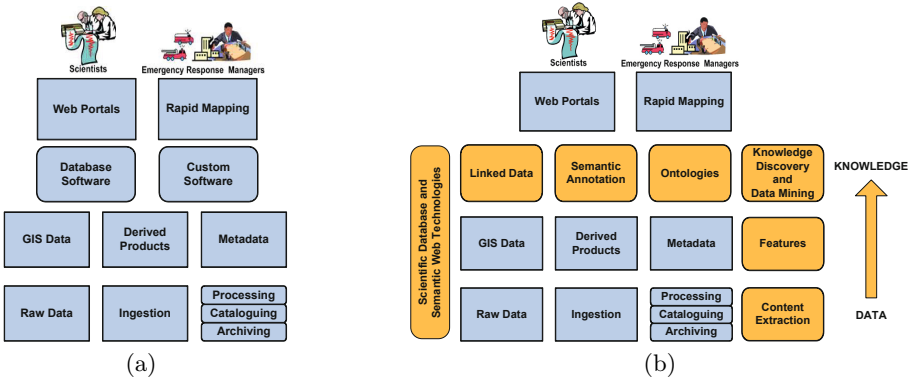 Scientists
Emergency Response Managers
Web Portals
Rapid Mapping
Database
Software
Custom
Software
GIS Data
Derived
Products
Metadata
Raw Data
Ingestion
Processing
Cataloguing
Archiving
(a)
Scientists
Emergency Response Managers
Web Portals
Rapid Mapping
Scientific Database and
Semantic Web Technologies
Linked Data
Semantic
Annotation
Ontologies
Knowledge
Discovery
and
Data Mining
KNOWLEDGE
GIS Data
Derived
Products
Metadata
Features
Raw Data
Ingestion
Processing
Cataloguing
Archiving
Content
Extraction
DATA
(b)